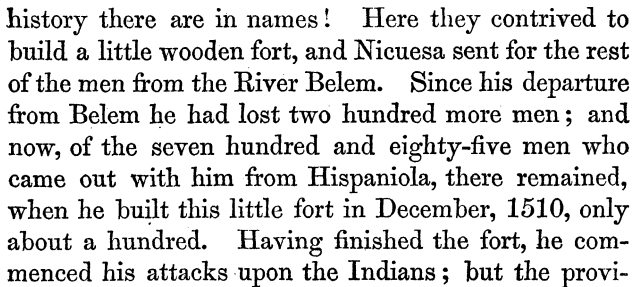 history there are in names! Here they contrived to
build a little wooden fort, and Nicuesa sent for the rest
of the men from the River Belem. Since his departure
from Belem he had lost two hundred more men; and
now, of the seven hundred and eighty-five men who
came out with him from Hispaniola, there remained,
when he built this little fort in December, 1510, only
about a hundred. Having finished the fort, he com-
menced his attacks upon the Indians; but the provi-